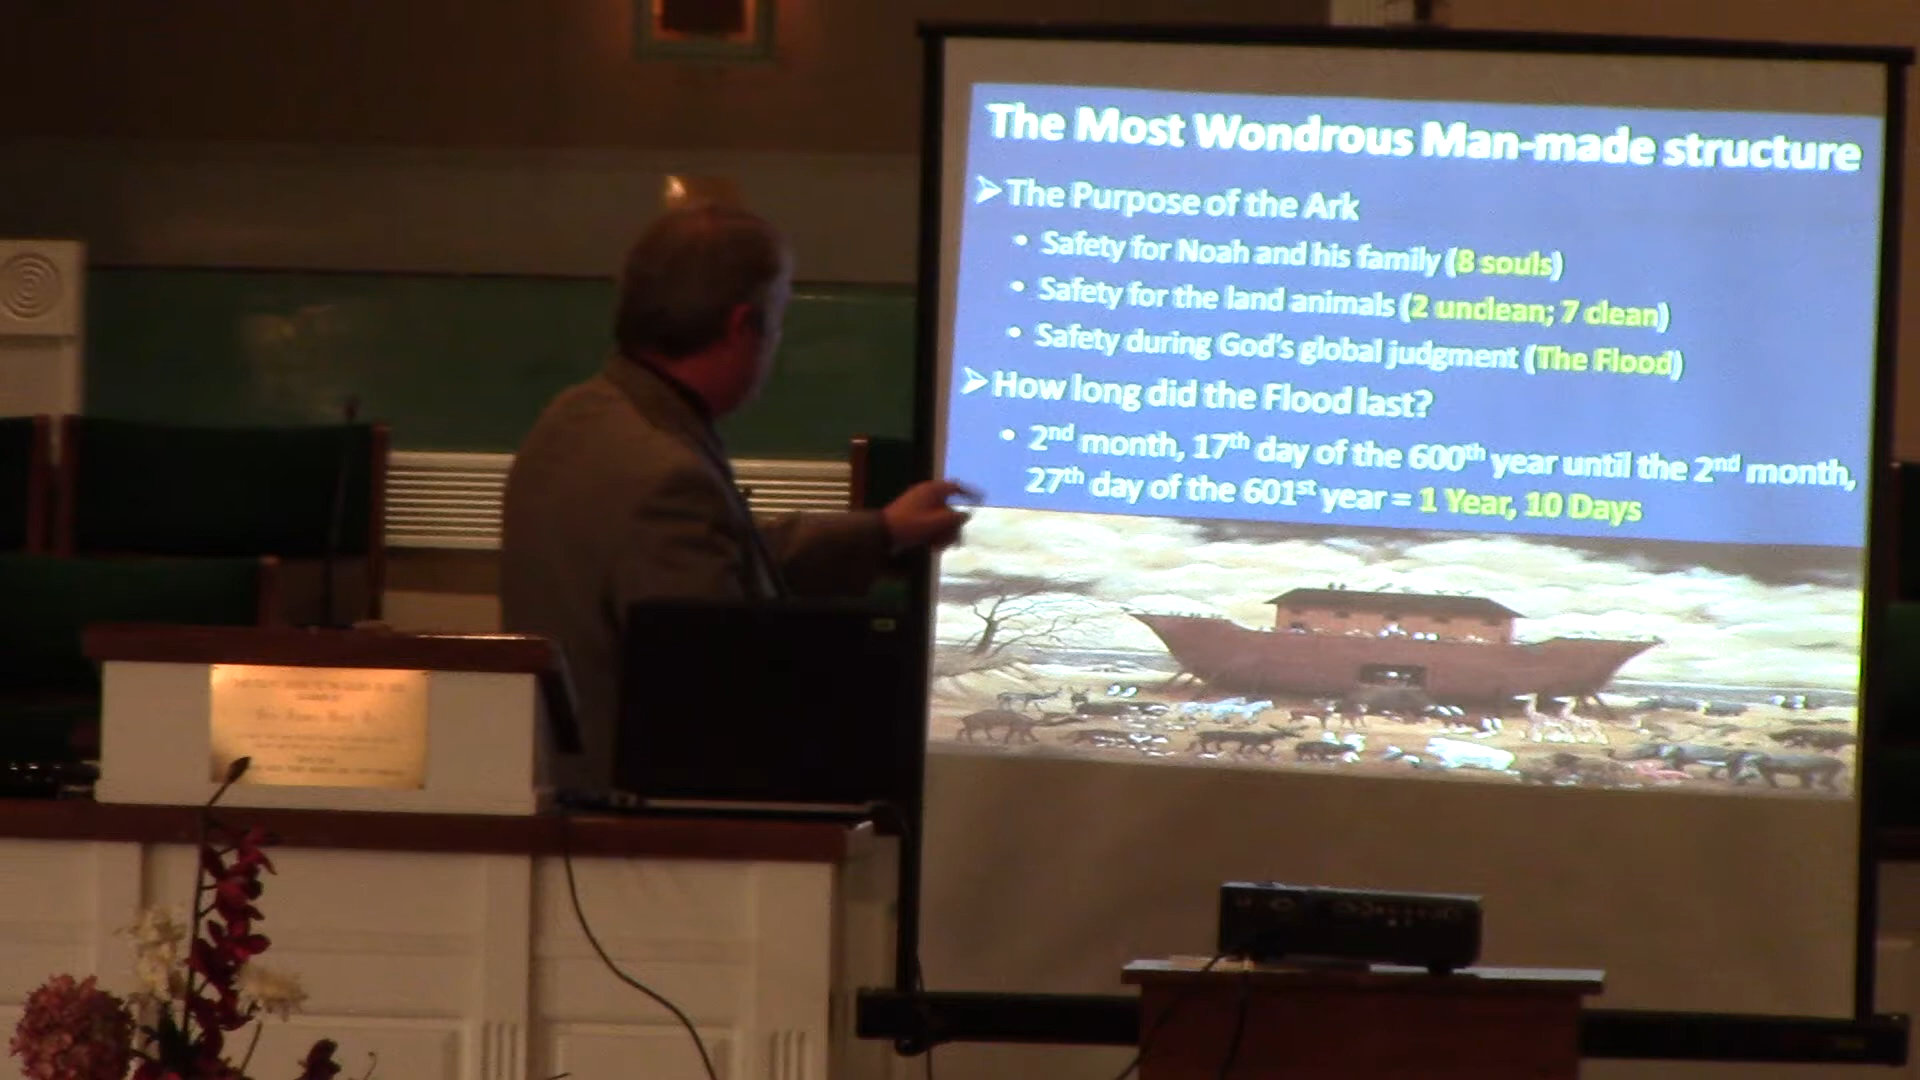 The Most Wondrous Man-made structure
➢ The Purpose of the Ark
• Safety for Noah and his family (8 souls)
• Safety for the land animals (2 unclean; 7 clean)
• Safety during God's global judgment (The Flood)
➢ How long did the Flood last?
• 2nd month, 17th day of the 600th year until the 2nd month,
27th day of the 601st year = 1 Year, 10 Days